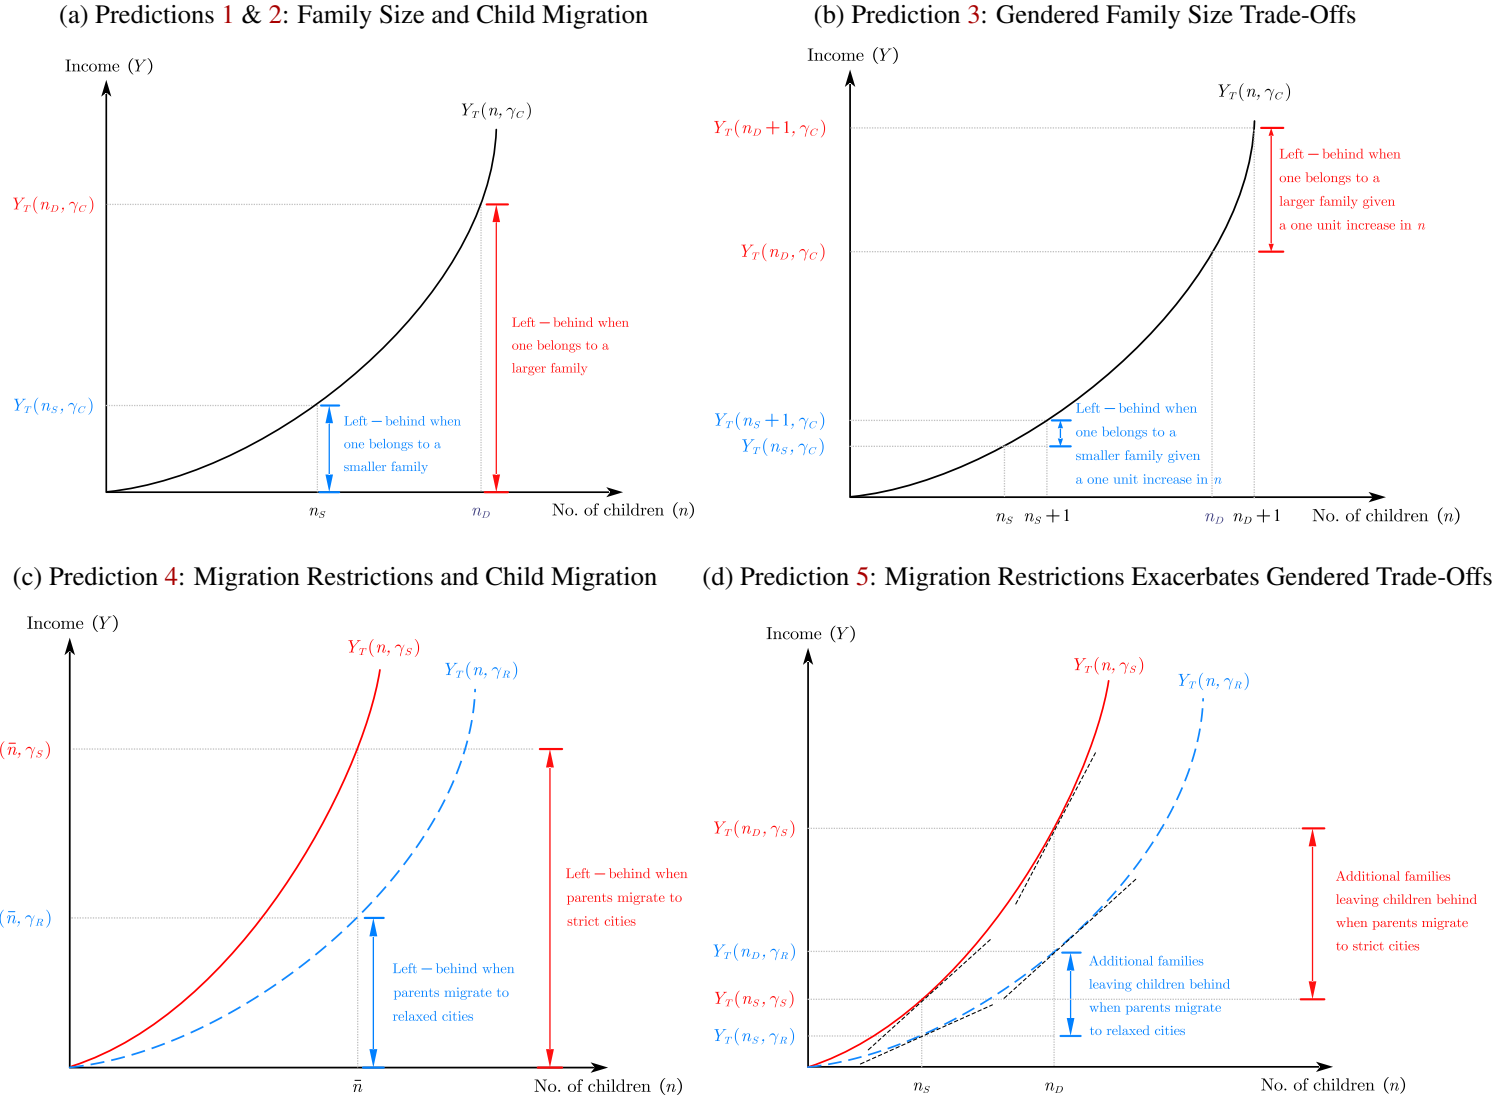 (a) Predictions 1 & 2: Family Size and Child Migration
Income (Y)
Y_T(n, γ_C)
Y_T(n_D, γ_C)
Left − behind when
one belongs to a
larger family
Y_T(n_S, γ_C)
Left − behind when
one belongs to a
smaller family
n_S
n_D
No. of children (n)
(b) Prediction 3: Gendered Family Size Trade-Offs
Income (Y)
Y_T(n, γ_C)
Y_T(n_D+1, γ_C)
Left − behind when
one belongs to a
larger family given
a one unit increase in n
Y_T(n_D, γ_C)
Y_T(n_S+1, γ_C)
Y_T(n_S, γ_C)
Left − behind when
one belongs to a
smaller family given
a one unit increase in n
n_S
n_S+1
n_D
n_D+1
No. of children (n)
(c) Prediction 4: Migration Restrictions and Child Migration
Income (Y)
Y_T(n, γ_S)
Y_T(n, γ_R)
(n̄, γ_S)
Left − behind when
parents migrate to
strict cities
(n̄, γ_R)
Left − behind when
parents migrate to
relaxed cities
n̄
No. of children (n)
(d) Prediction 5: Migration Restrictions Exacerbates Gendered Trade-Offs
Income (Y)
Y_T(n, γ_S)
Y_T(n, γ_R)
Y_T(n_D, γ_S)
Additional families
leaving children behind
when parents migrate
to strict cities
Y_T(n_D, γ_R)
Y_T(n_S, γ_S)
Y_T(n_S, γ_R)
Additional families
leaving children behind
when parents migrate
to relaxed cities
n_S
n_D
No. of children (n)